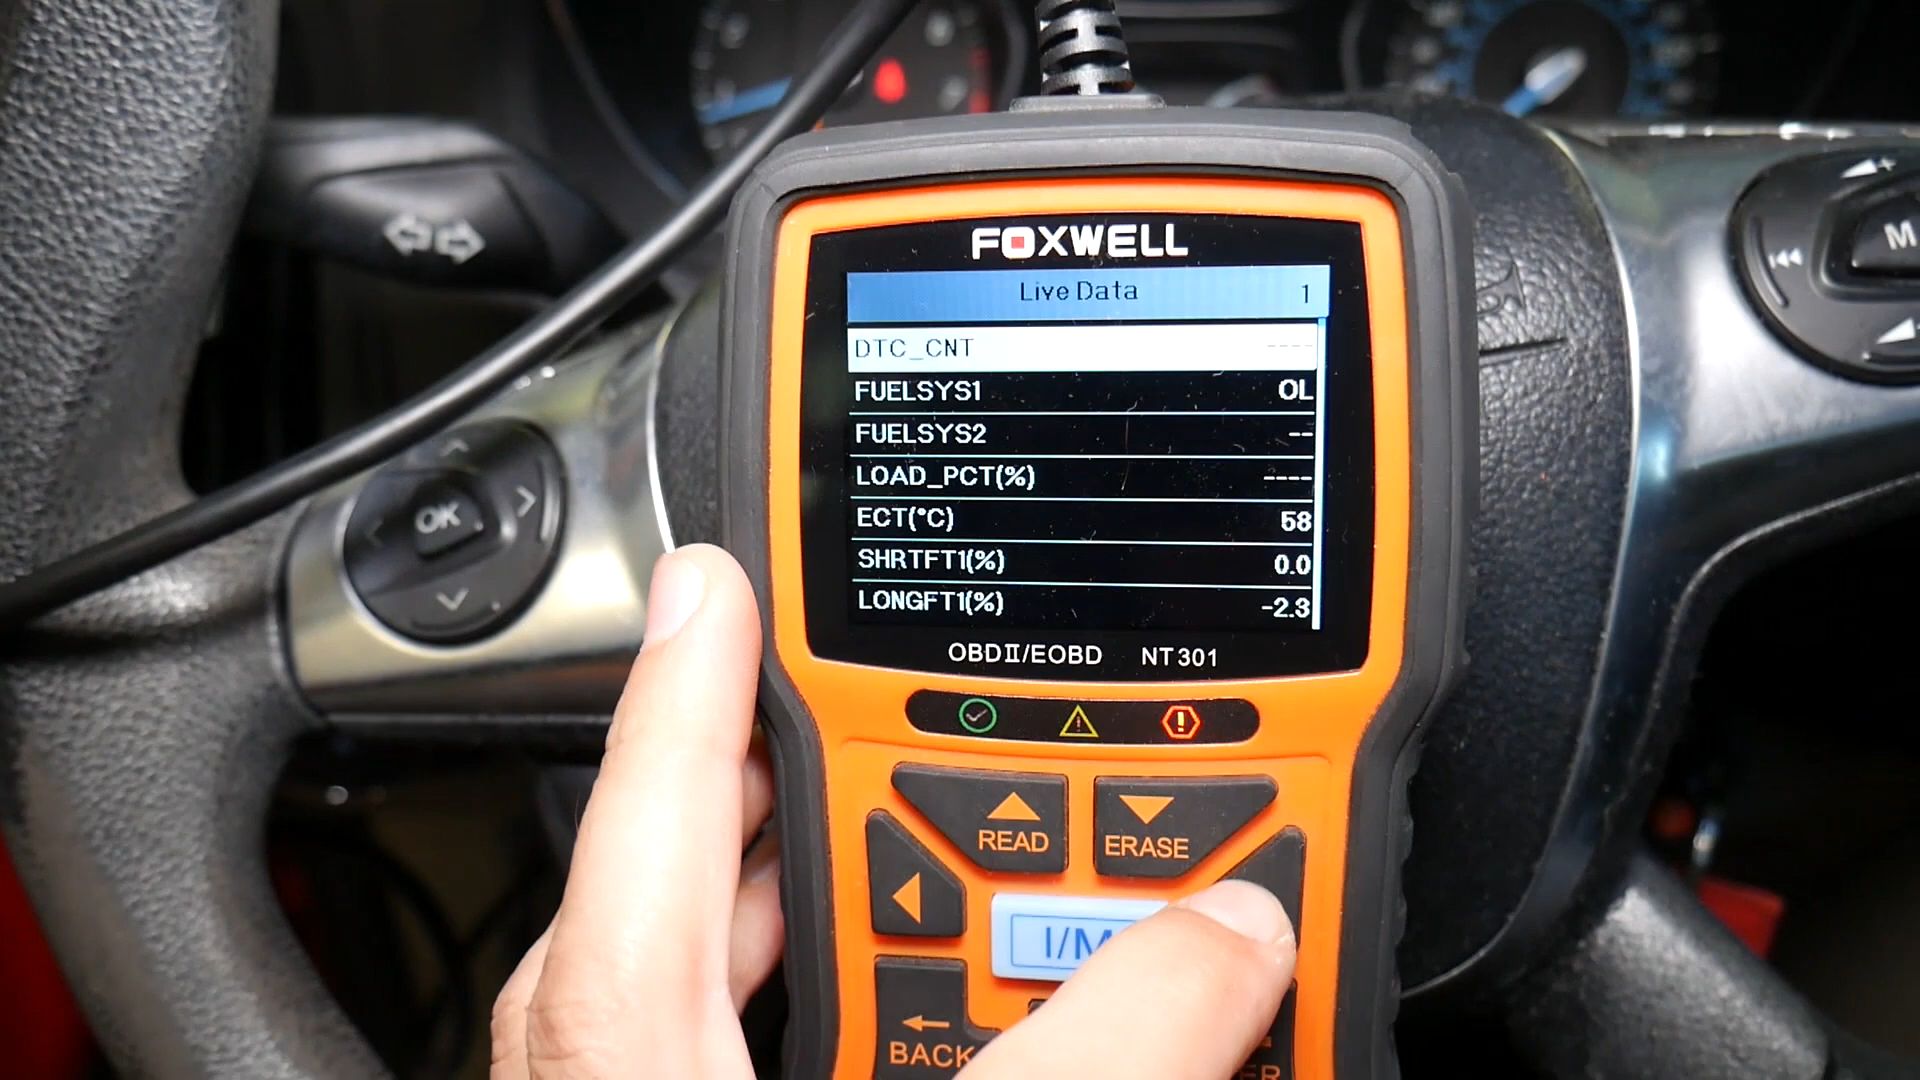 FOXWELL
Live Data 1
DTC_CNT ----
FUELSYS1 OL
FUELSYS2 --
LOAD_PCT(%) ----
ECT(°C) 58
SHRTFT1(%) 0.0
LONGFT1(%) -2.3
OBDII/EOBD NT301
READ
ERASE
I/M
BACK
OK
M